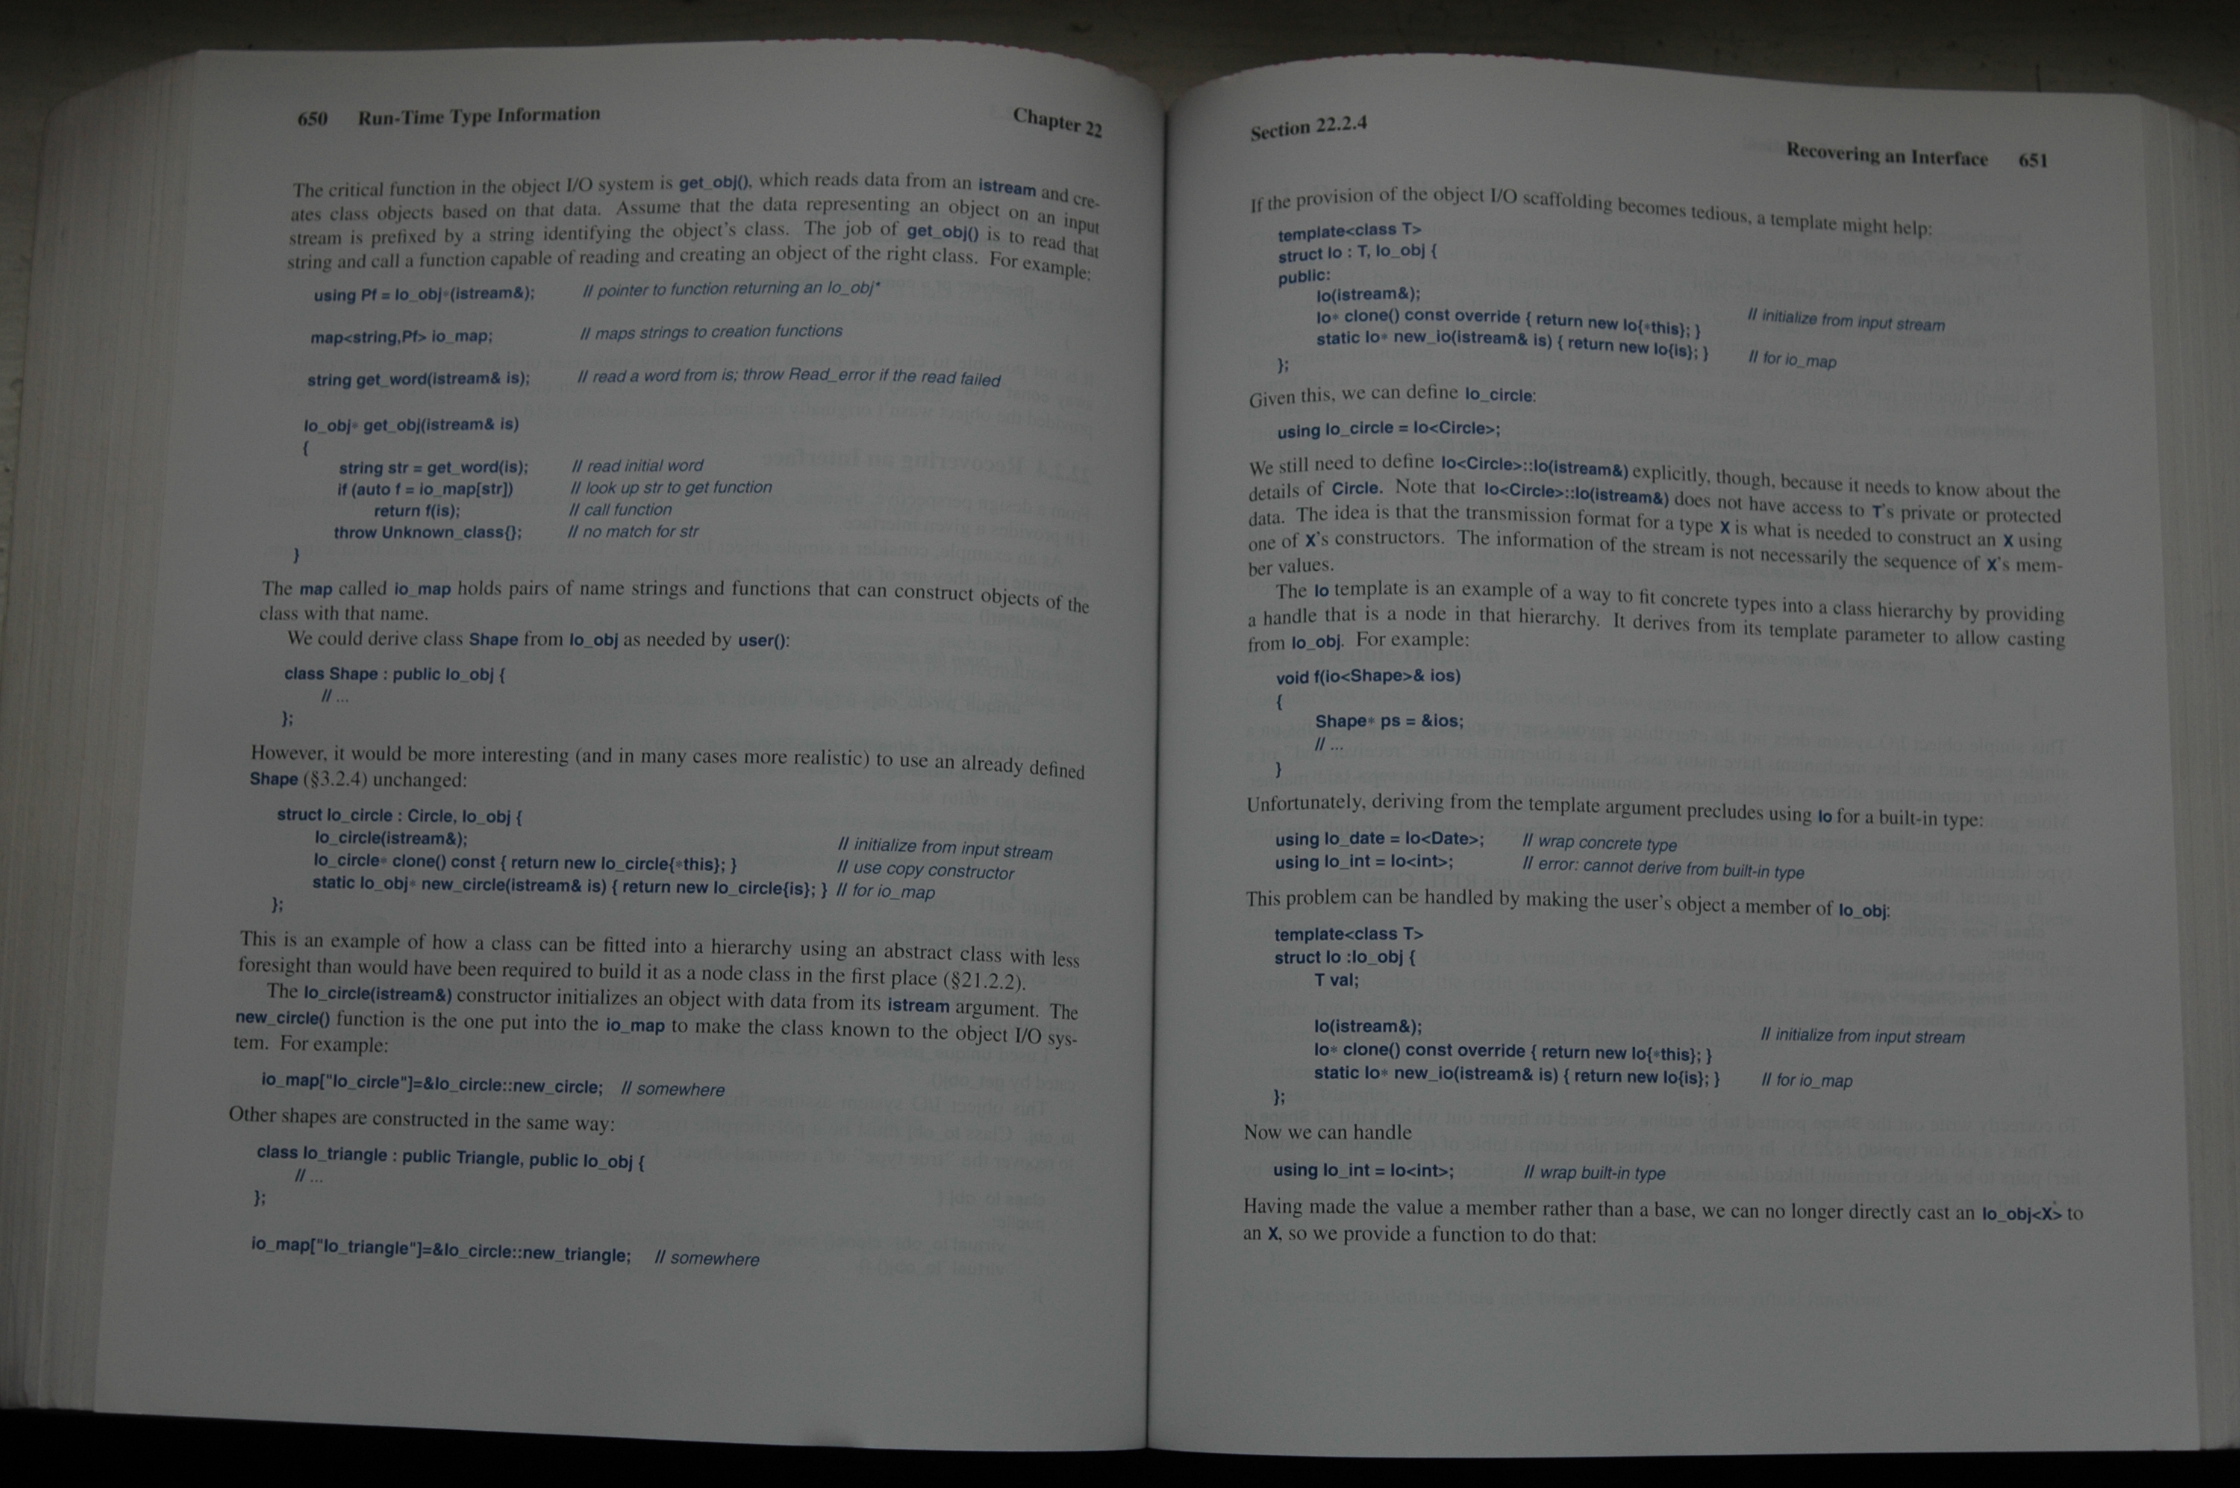 650 Run-Time Type Information Chapter 22
The critical function in the object I/O system is get_obj(), which reads data from an istream and cre-
ates class objects based on that data. Assume that the data representing an object on an input
stream is prefixed by a string identifying the object's class. The job of get_obj() is to read that
string and call a function capable of reading and creating an object of the right class. For example:
using Pf = Io_obj*(istream&); // pointer to function returning an Io_obj*
map<string,Pf> io_map; // maps strings to creation functions
string get_word(istream& is); // read a word from is; throw Read_error if the read failed
Io_obj* get_obj(istream& is)
{
string str = get_word(is); // read initial word
if (auto f = io_map[str]) // look up str to get function
return f(is); // call function
throw Unknown_class{}; // no match for str
}
The map called io_map holds pairs of name strings and functions that can construct objects of the
class with that name.
We could derive class Shape from Io_obj as needed by user():
class Shape : public Io_obj {
// ...
};
However, it would be more interesting (and in many cases more realistic) to use an already defined
Shape (§3.2.4) unchanged:
struct Io_circle : Circle, Io_obj {
Io_circle(istream&); // initialize from input stream
Io_circle* clone() const { return new Io_circle{*this}; } // use copy constructor
static Io_obj* new_circle(istream& is) { return new Io_circle{is}; } // for io_map
};
This is an example of how a class can be fitted into a hierarchy using an abstract class with less
foresight than would have been required to build it as a node class in the first place (§21.2.2).
The Io_circle(istream&) constructor initializes an object with data from its istream argument. The
new_circle() function is the one put into the io_map to make the class known to the object I/O sys-
tem. For example:
io_map["Io_circle"]=&Io_circle::new_circle; // somewhere
Other shapes are constructed in the same way:
class Io_triangle : public Triangle, public Io_obj {
// ...
};
io_map["Io_triangle"]=&Io_circle::new_triangle; // somewhere
Section 22.2.4 Recovering an Interface 651
If the provision of the object I/O scaffolding becomes tedious, a template might help:
template<class T>
struct Io : T, Io_obj {
public:
Io(istream&); // initialize from input stream
Io* clone() const override { return new Io{*this}; }
static Io* new_io(istream& is) { return new Io{is}; } // for io_map
};
Given this, we can define Io_circle:
using Io_circle = Io<Circle>;
We still need to define Io<Circle>::Io(istream&) explicitly, though, because it needs to know about the
details of Circle. Note that Io<Circle>::Io(istream&) does not have access to T's private or protected
data. The idea is that the transmission format for a type X is what is needed to construct an X using
one of X's constructors. The information of the stream is not necessarily the sequence of X's mem-
ber values.
The Io template is an example of a way to fit concrete types into a class hierarchy by providing
a handle that is a node in that hierarchy. It derives from its template parameter to allow casting
from Io_obj. For example:
void f(Io<Shape>& ios)
{
Shape* ps = &ios;
// ...
}
Unfortunately, deriving from the template argument precludes using Io for a built-in type:
using Io_date = Io<Date>; // wrap concrete type
using Io_int = Io<int>; // error: cannot derive from built-in type
This problem can be handled by making the user's object a member of Io_obj:
template<class T>
struct Io :Io_obj {
T val;
Io(istream&); // initialize from input stream
Io* clone() const override { return new Io{*this}; }
static Io* new_io(istream& is) { return new Io{is}; } // for io_map
};
Now we can handle
using Io_int = Io<int>; // wrap built-in type
Having made the value a member rather than a base, we can no longer directly cast an Io_obj<X> to
an X, so we provide a function to do that: